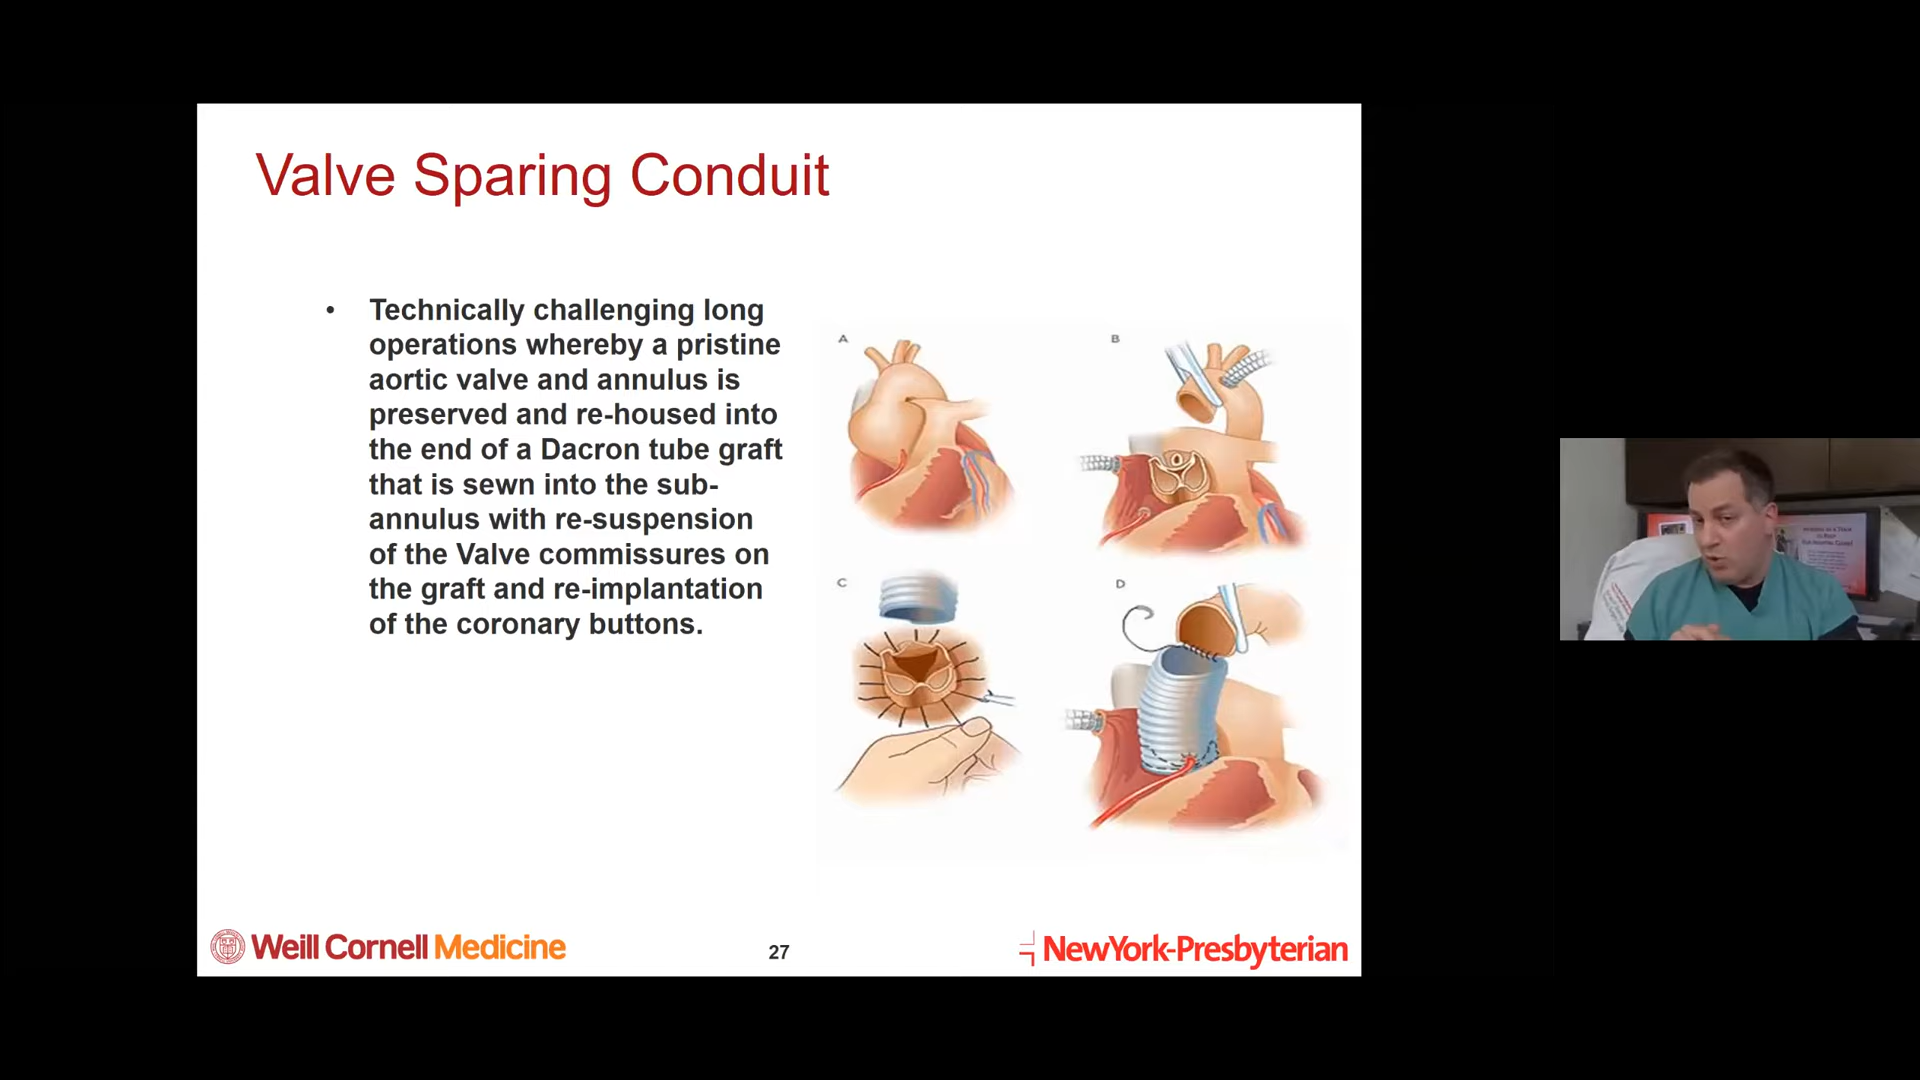 Valve Sparing Conduit
• Technically challenging long
operations whereby a pristine
aortic valve and annulus is
preserved and re-housed into
the end of a Dacron tube graft
that is sewn into the sub-
annulus with re-suspension
of the Valve commissures on
the graft and re-implantation
of the coronary buttons.
A
B
C
D
Weill Cornell Medicine
27
NewYork-Presbyterian